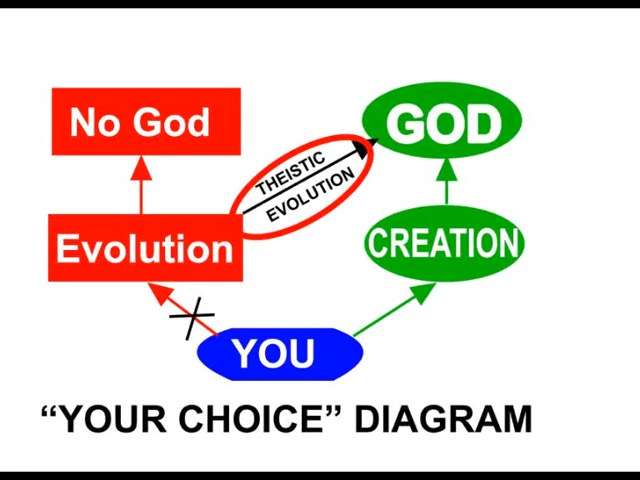 No God
GOD
THEISTIC
EVOLUTION
Evolution
CREATION
YOU
“YOUR CHOICE” DIAGRAM